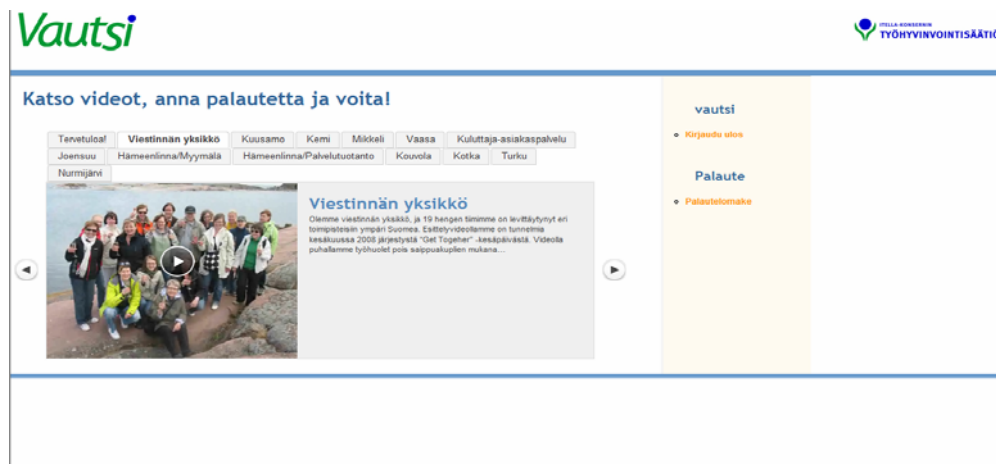 Vautsi
ITELLA-KONSERNIN
TYÖHYVINVOINTISÄÄTIÖ
Katso videot, anna palautetta ja voita!
Tervetuloa! Viestinnän yksikkö Kuusamo Kemi Mikkeli Vaasa Kuluttaja-asiakaspalvelu
Joensuu Hämeenlinna/Myymälä Hämeenlinna/Palvelutuotanto Kouvola Kotka Turku
Nurmijärvi
Viestinnän yksikkö
Olemme viestinnän yksikkö, ja 19 hengen tiimimme on levittäytynyt eri
toimipisteisiin ympäri Suomea. Esittelyvideollamme on tunnelmia
kesäkuussa 2008 järjestystä "Get Togeher" -kesäpäivästä. Videolla
puhallamme työhuolet pois saippuakuplien mukana...
vautsi
Kirjaudu ulos
Palaute
Palautelomake